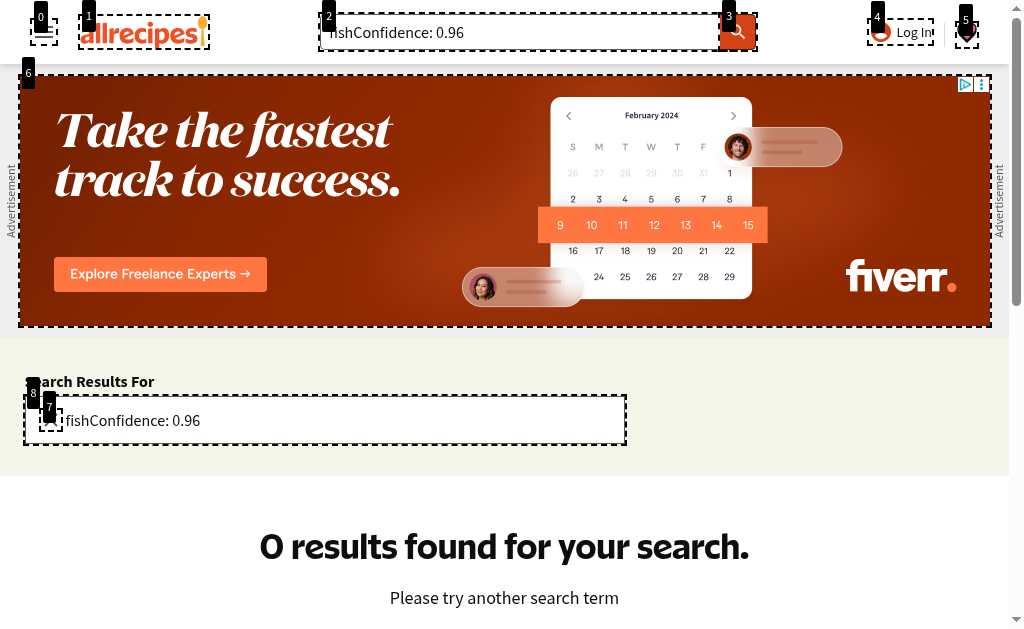 0
1
allrecipes
2
fishConfidence: 0.96
3
4
Log In
5
6
Advertisement
Take the fastest
track to success.
Explore Freelance Experts →
February 2024
S M T W T F
26 27 28 29 30 31 1
2 3 4 5 6 7 8
9 10 11 12 13 14 15
16 17 18 19 20 21 22
24 25 26 27 28 29
fiverr.
Advertisement
Search Results For
8
7
fishConfidence: 0.96
0 results found for your search.
Please try another search term